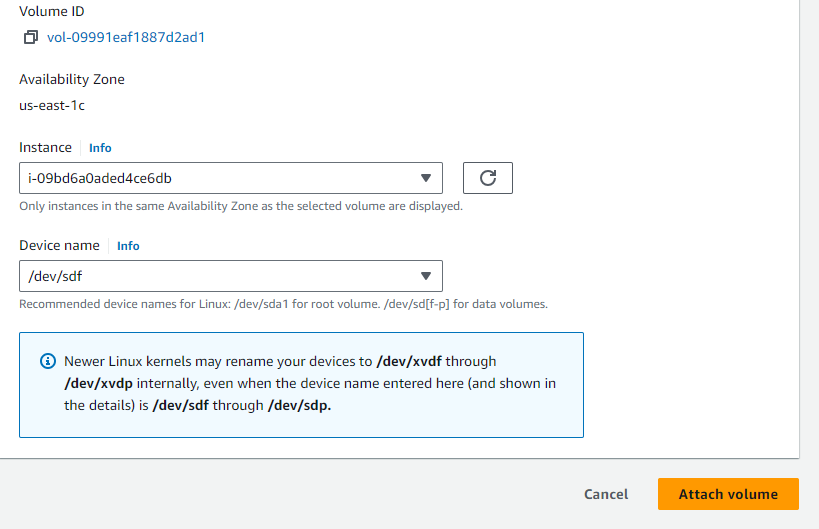 Volume ID
vol-09991eaf1887d2ad1
Availability Zone
us-east-1c
Instance Info
i-09bd6a0aded4ce6db
Only instances in the same Availability Zone as the selected volume are displayed.
Device name Info
/dev/sdf
Recommended device names for Linux: /dev/sda1 for root volume. /dev/sd[f-p] for data volumes.
Newer Linux kernels may rename your devices to /dev/xvdf through
/dev/xvdp internally, even when the device name entered here (and shown in
the details) is /dev/sdf through /dev/sdp.
Cancel Attach volume